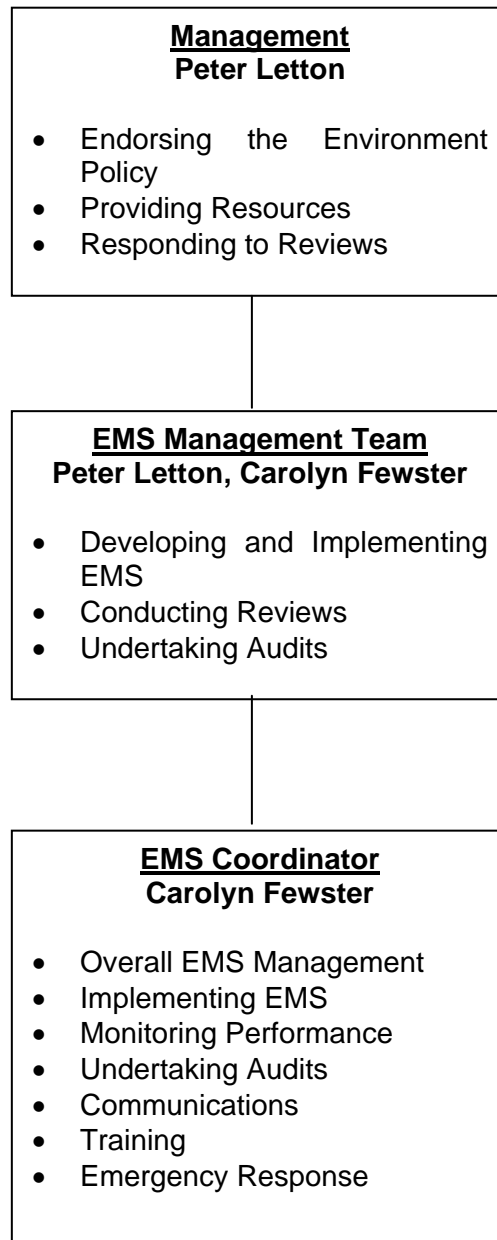 Management
Peter Letton
• Endorsing the Environment
Policy
• Providing Resources
• Responding to Reviews
EMS Management Team
Peter Letton, Carolyn Fewster
• Developing and Implementing
EMS
• Conducting Reviews
• Undertaking Audits
EMS Coordinator
Carolyn Fewster
• Overall EMS Management
• Implementing EMS
• Monitoring Performance
• Undertaking Audits
• Communications
• Training
• Emergency Response